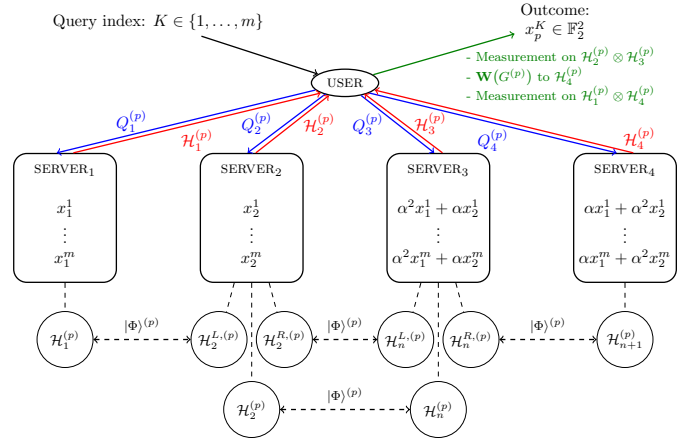 Query index: K ∈ {1, . . . , m}
Outcome:
x_p^K ∈ 𝔽_2^2
- Measurement on ℋ_2^{(p)} ⊗ ℋ_3^{(p)}
- W(G^{(p)}) to ℋ_4^{(p)}
- Measurement on ℋ_1^{(p)} ⊗ ℋ_4^{(p)}
USER
Q_1^{(p)} ℋ_1^{(p)} Q_2^{(p)} ℋ_2^{(p)} Q_3^{(p)} ℋ_3^{(p)} Q_4^{(p)} ℋ_4^{(p)}
SERVER_1
x_1^1
⋮
x_1^m
SERVER_2
x_2^1
⋮
x_2^m
SERVER_3
α^2x_1^1 + αx_2^1
⋮
α^2x_1^m + αx_2^m
SERVER_4
αx_1^1 + α^2x_2^1
⋮
αx_1^m + α^2x_2^m
ℋ_1^{(p)} |Φ⟩^{(p)} ℋ_2^{L,(p)} ℋ_2^{R,(p)} |Φ⟩^{(p)} ℋ_n^{L,(p)} ℋ_n^{R,(p)} |Φ⟩^{(p)} ℋ_{n+1}^{(p)}
ℋ_2^{(p)} |Φ⟩^{(p)} ℋ_n^{(p)}